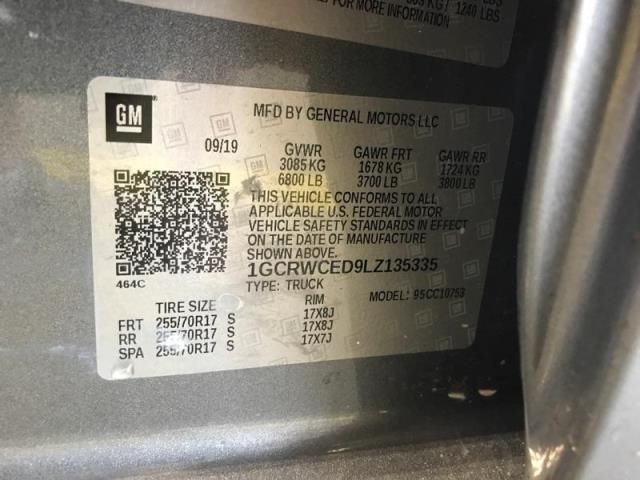 1240 LBS
FOR MORE INFORMATION
GM
MFD BY GENERAL MOTORS LLC
09/19 GVWR GAWR FRT GAWR RR
3085 KG 1678 KG 1724 KG
6800 LB 3700 LB 3800 LB
THIS VEHICLE CONFORMS TO ALL
APPLICABLE U.S. FEDERAL MOTOR
VEHICLE SAFETY STANDARDS IN EFFECT
ON THE DATE OF MANUFACTURE
SHOWN ABOVE.
1GCRWCED9LZ135335
464C TYPE: TRUCK MODEL: 95CC10753
TIRE SIZE RIM
FRT 255/70R17 S 17X8J
RR 255/70R17 S 17X8J
SPA 255/70R17 S 17X7J